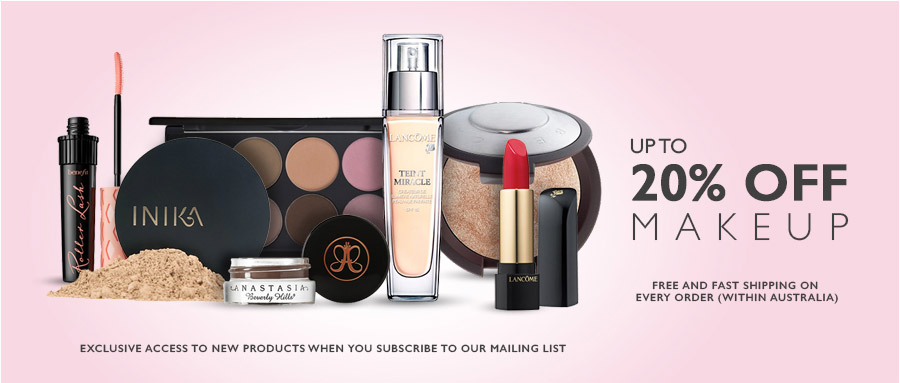 UP TO
20% OFF
MAKEUP
FREE AND FAST SHIPPING ON
EVERY ORDER (WITHIN AUSTRALIA)
EXCLUSIVE ACCESS TO NEW PRODUCTS WHEN YOU SUBSCRIBE TO OUR MAILING LIST
benefit
Roller Lash
INIKA
ANASTASIA
Beverly Hills
LANCÔME
TEINT
MIRACLE
LANCÔME